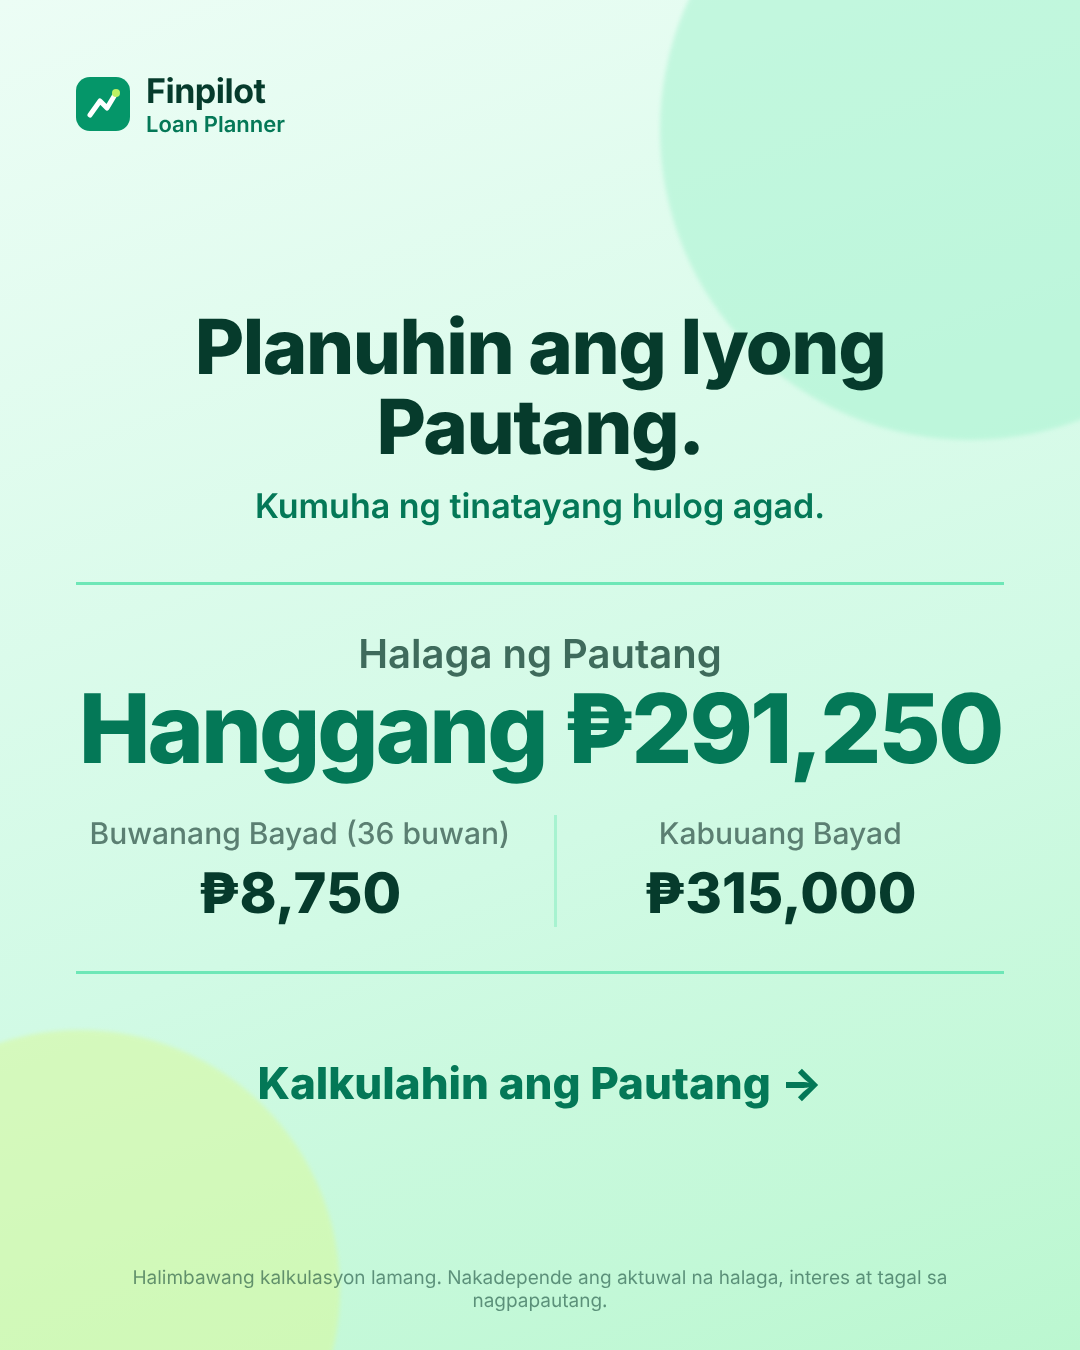 Finpilot
Loan Planner
Planuhin ang Iyong
Pautang.
Kumuha ng tinatayang hulog agad.
Halaga ng Pautang
Hanggang ₱291,250
Buwanang Bayad (36 buwan)
₱8,750
Kabuuang Bayad
₱315,000
Kalkulahin ang Pautang →
Halimbawang kalkulasyon lamang. Nakadepende ang aktuwal na halaga, interes at tagal sa
nagpapautang.